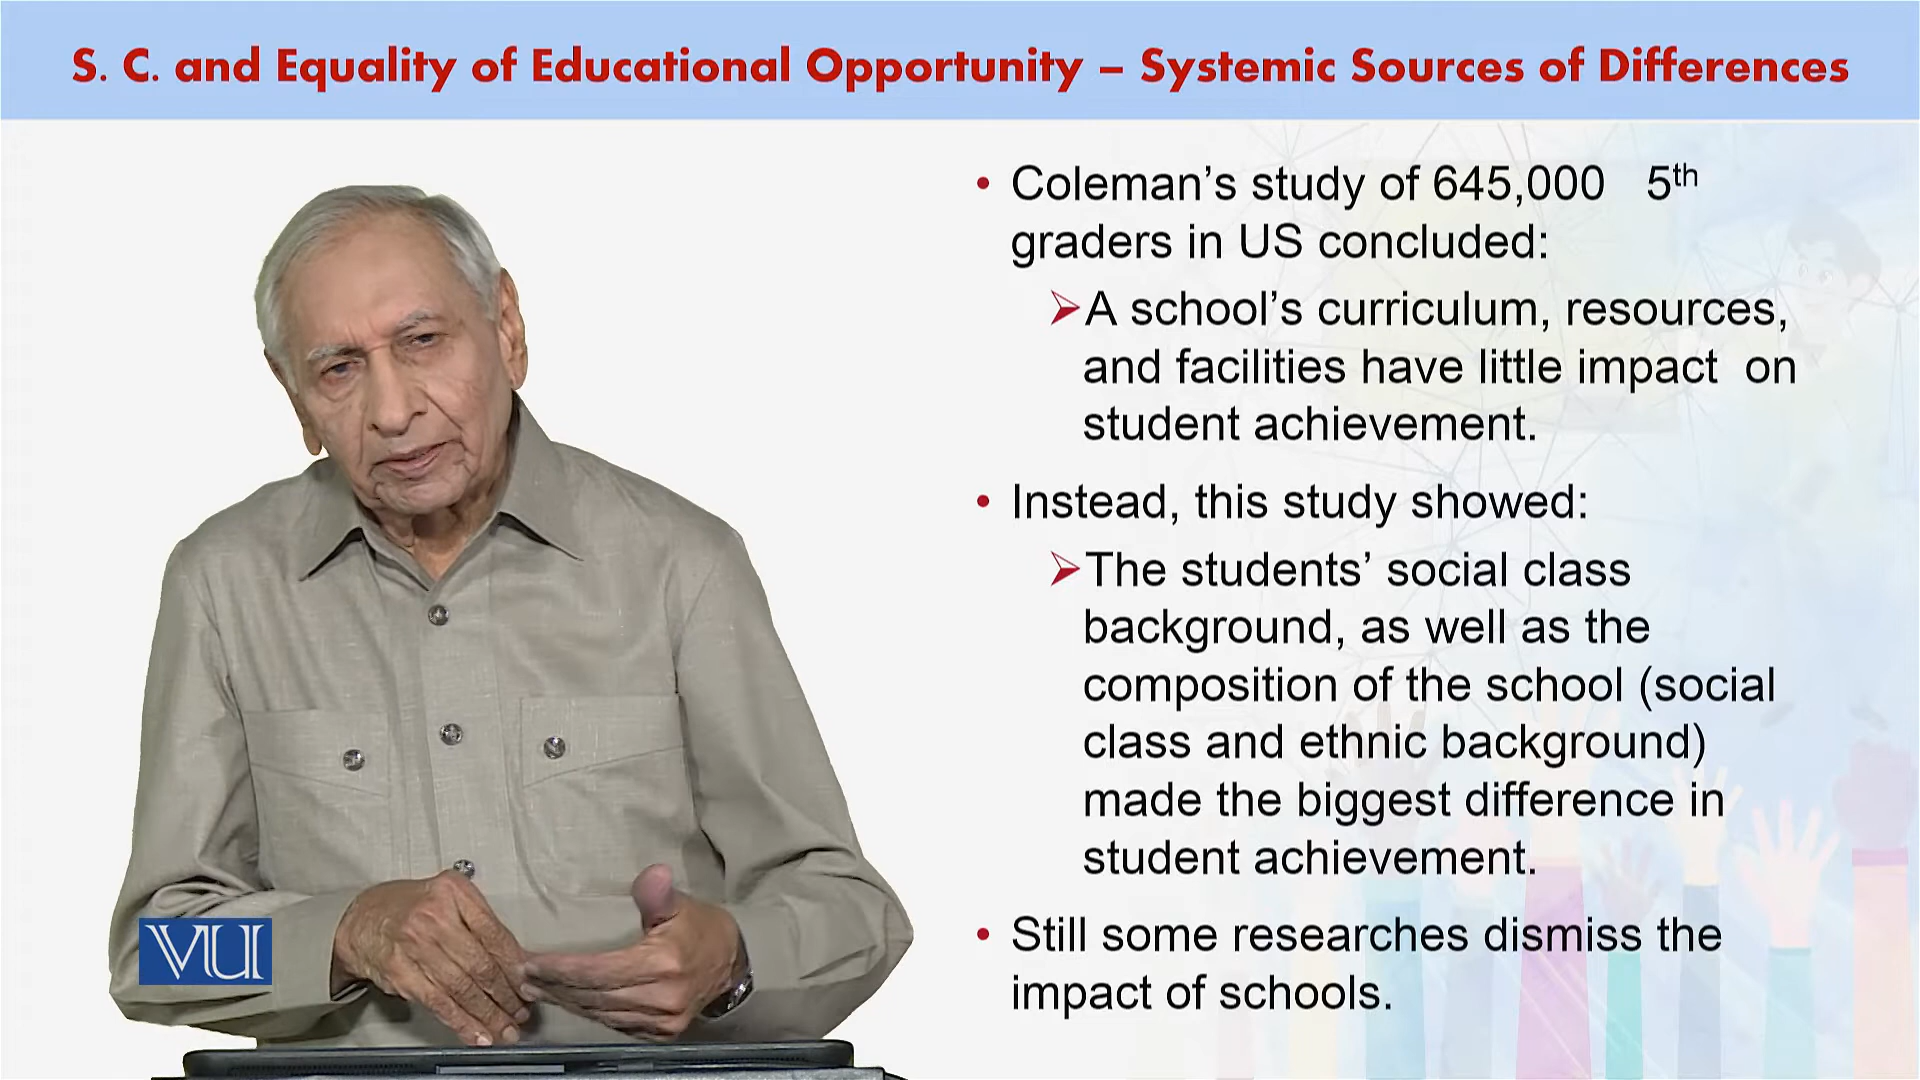 S. C. and Equality of Educational Opportunity – Systemic Sources of Differences
• Coleman’s study of 645,000 5th
graders in US concluded:
➢A school’s curriculum, resources,
and facilities have little impact on
student achievement.
• Instead, this study showed:
➢The students’ social class
background, as well as the
composition of the school (social
class and ethnic background)
made the biggest difference in
student achievement.
• Still some researches dismiss the
impact of schools.
VU